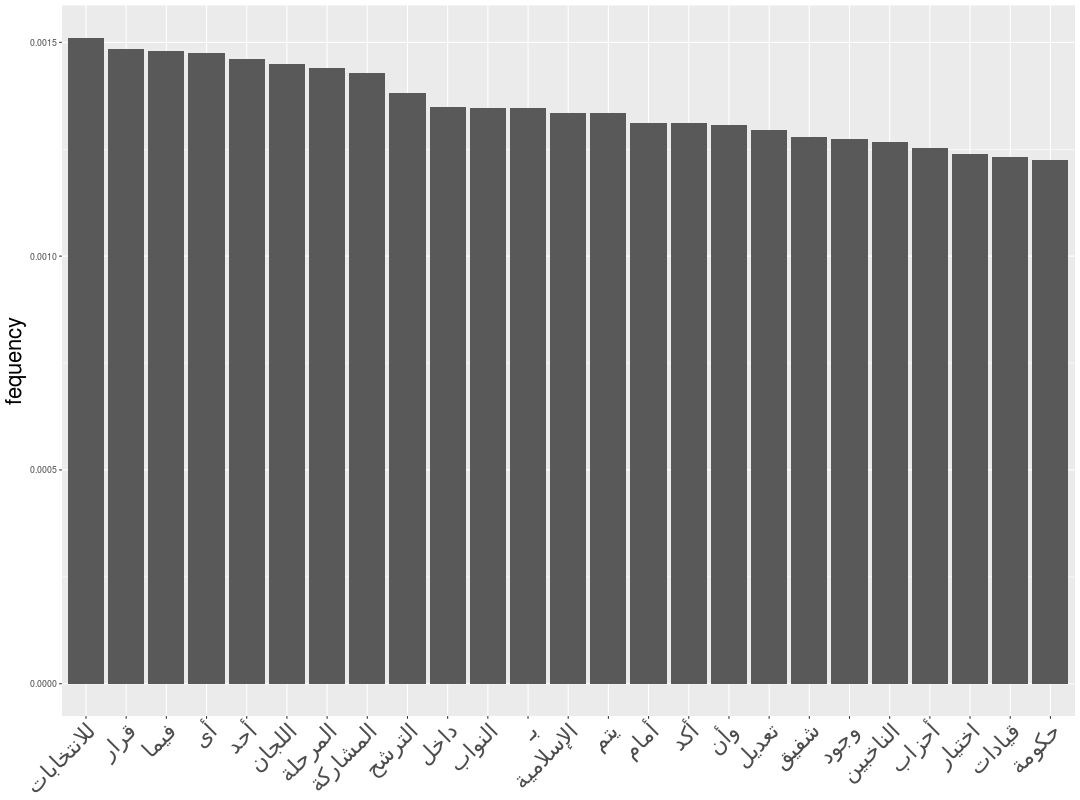 0.0015
0.0010
0.0005
0.0000
fequency
للانتخابات
قرار
فيما
أى
أحد
اللجان
المرحلة
المشاركة
الترشح
داخل
النواب
بـ
الإسلامية
يتم
أمام
أكد
وأن
تعديل
شفيق
وجود
الناخبين
أحزاب
اختيار
قيادات
حكومة